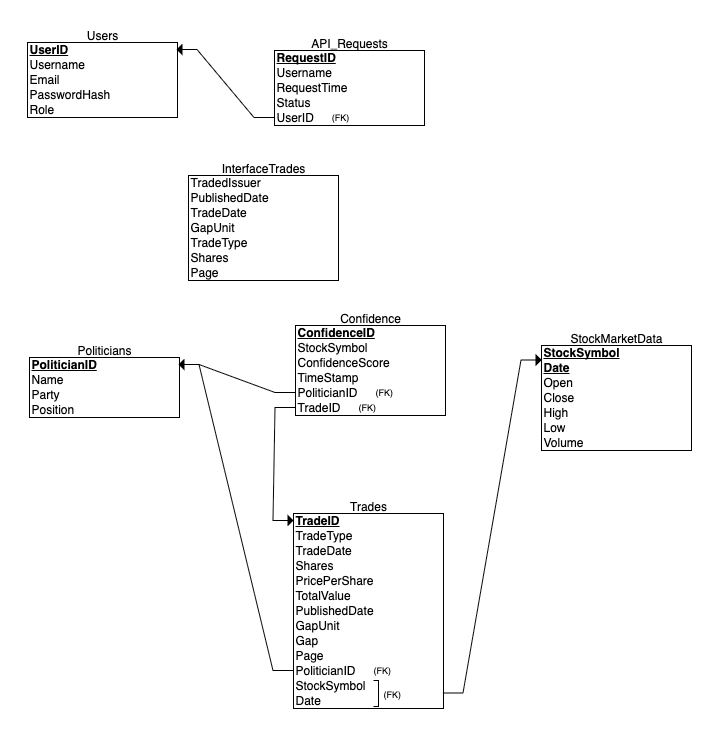 Users
UserID
Username
Email
PasswordHash
Role
API_Requests
RequestID
Username
RequestTime
Status
UserID (FK)
InterfaceTrades
TradedIssuer
PublishedDate
TradeDate
GapUnit
TradeType
Shares
Page
Politicians
PoliticianID
Name
Party
Position
Confidence
ConfidenceID
StockSymbol
ConfidenceScore
TimeStamp
PoliticianID (FK)
TradeID (FK)
StockMarketData
StockSymbol
Date
Open
Close
High
Low
Volume
Trades
TradeID
TradeType
TradeDate
Shares
PricePerShare
TotalValue
PublishedDate
GapUnit
Gap
Page
PoliticianID (FK)
StockSymbol
Date
(FK)